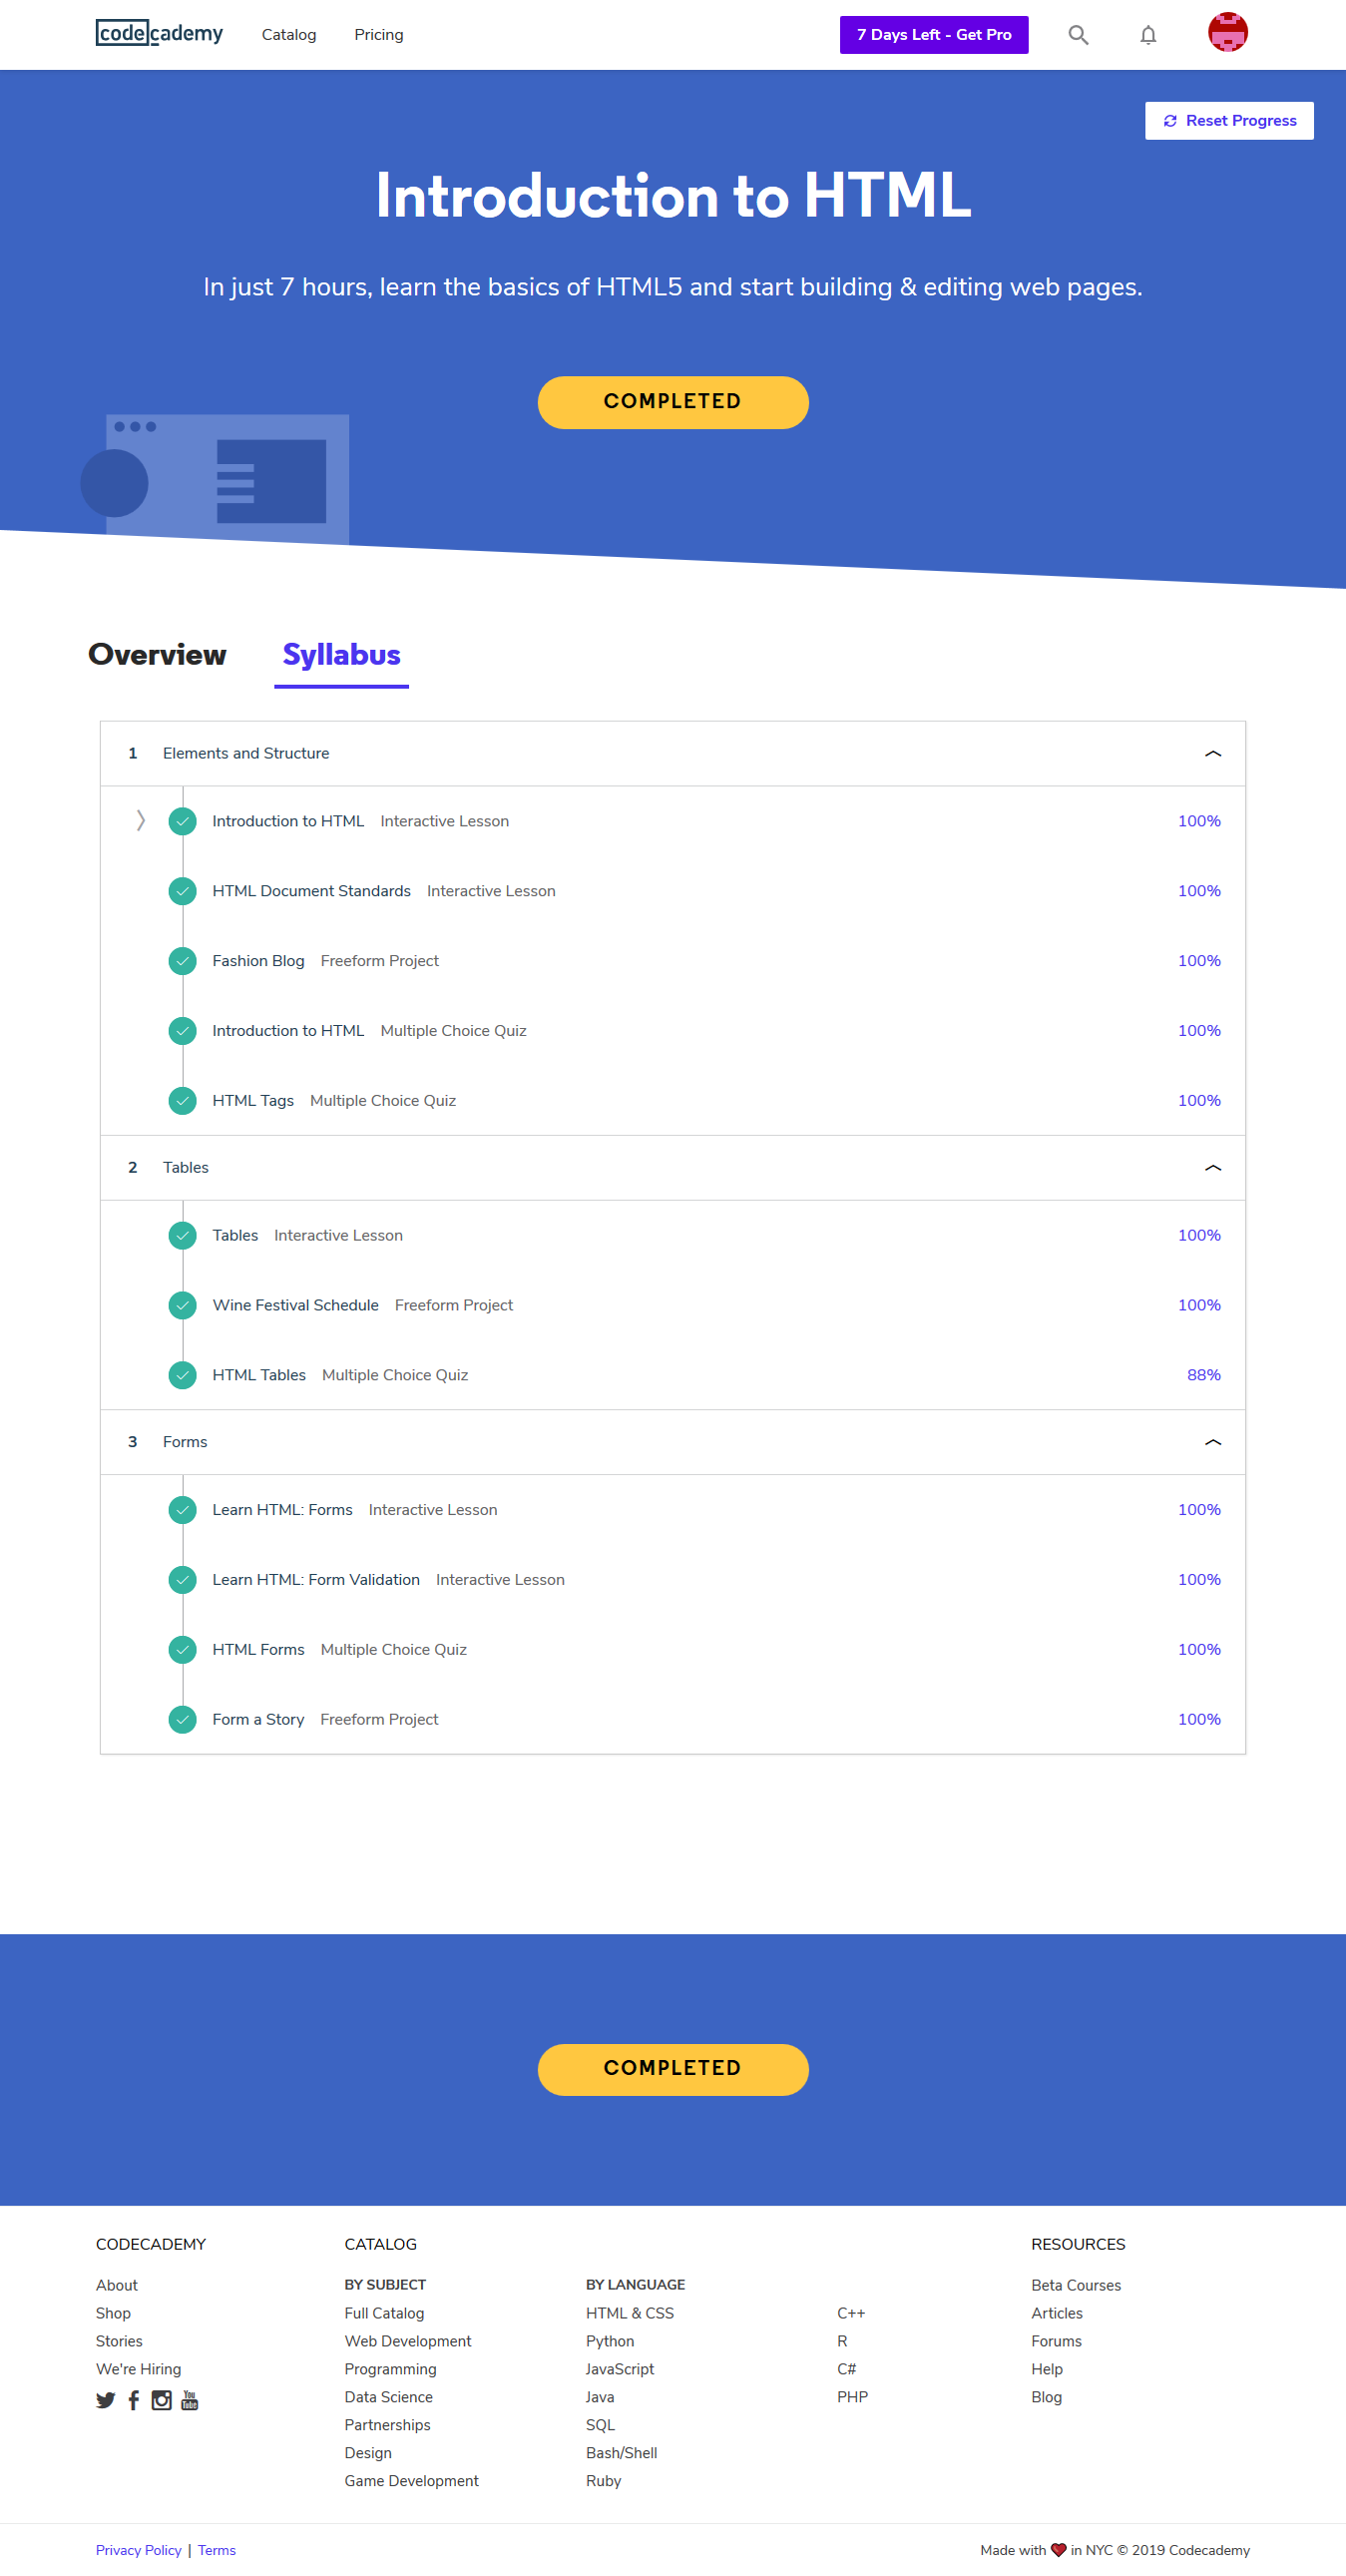 codecademy Catalog Pricing 7 Days Left - Get Pro
Reset Progress
Introduction to HTML
In just 7 hours, learn the basics of HTML5 and start building & editing web pages.
COMPLETED
Overview Syllabus
1 Elements and Structure
Introduction to HTML Interactive Lesson 100%
HTML Document Standards Interactive Lesson 100%
Fashion Blog Freeform Project 100%
Introduction to HTML Multiple Choice Quiz 100%
HTML Tags Multiple Choice Quiz 100%
2 Tables
Tables Interactive Lesson 100%
Wine Festival Schedule Freeform Project 100%
HTML Tables Multiple Choice Quiz 88%
3 Forms
Learn HTML: Forms Interactive Lesson 100%
Learn HTML: Form Validation Interactive Lesson 100%
HTML Forms Multiple Choice Quiz 100%
Form a Story Freeform Project 100%
COMPLETED
CODECADEMY
About
Shop
Stories
We're Hiring
You Tube
CATALOG
BY SUBJECT
Full Catalog
Web Development
Programming
Data Science
Partnerships
Design
Game Development
BY LANGUAGE
HTML & CSS
Python
JavaScript
Java
SQL
Bash/Shell
Ruby
C++
R
C#
PHP
RESOURCES
Beta Courses
Articles
Forums
Help
Blog
Privacy Policy | Terms
Made with ❤ in NYC © 2019 Codecademy